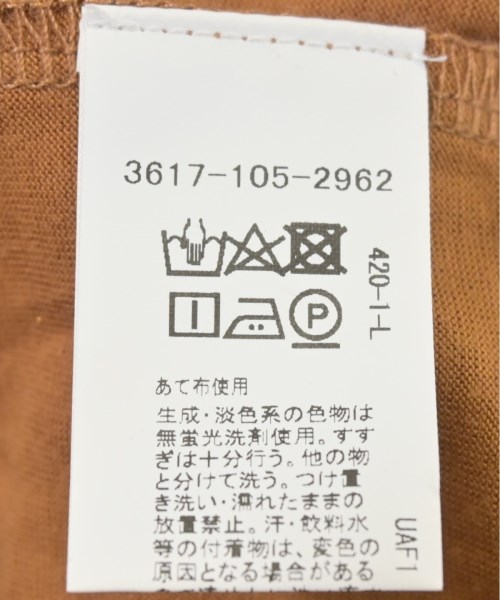 3617-105-2962
420-1-L
P
あて布使用
生成・淡色系の色物は
無蛍光洗剤使用。すす
ぎは十分行う。他の物
と分けて洗う。つけ置
き洗い・濡れたままの
放置禁止。汗・飲料水
等の付着物は、変色の
原因となる場合がある
UAF1